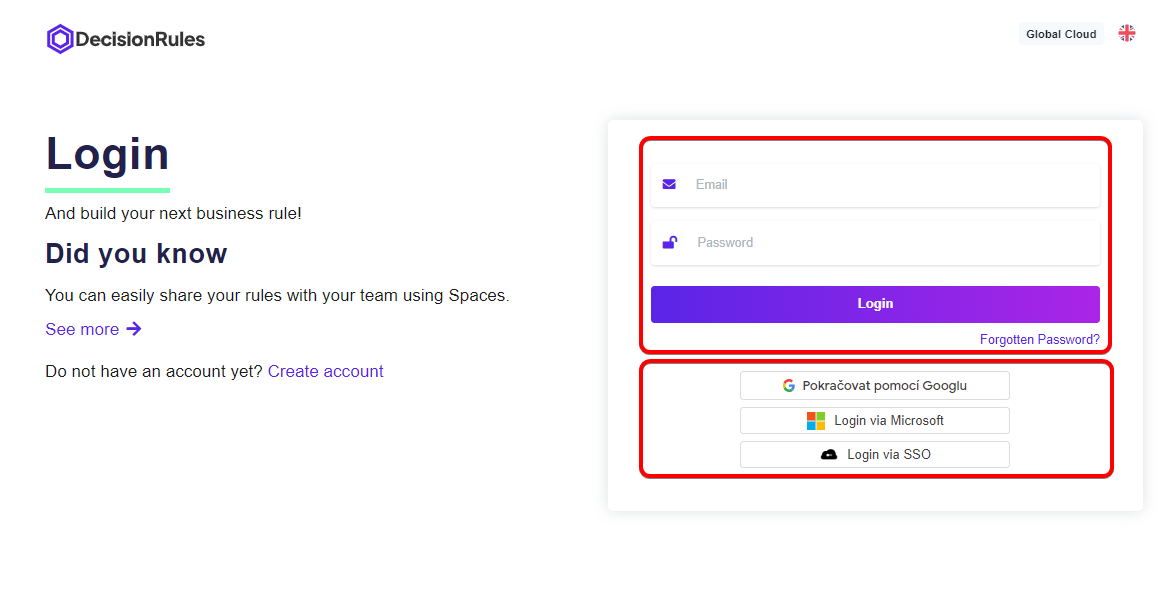 DecisionRules
Global Cloud
Login
And build your next business rule!
Did you know
You can easily share your rules with your team using Spaces.
See more
Do not have an account yet? Create account
Email
Password
Login
Forgotten Password?
Pokračovat pomocí Googlu
Login via Microsoft
Login via SSO